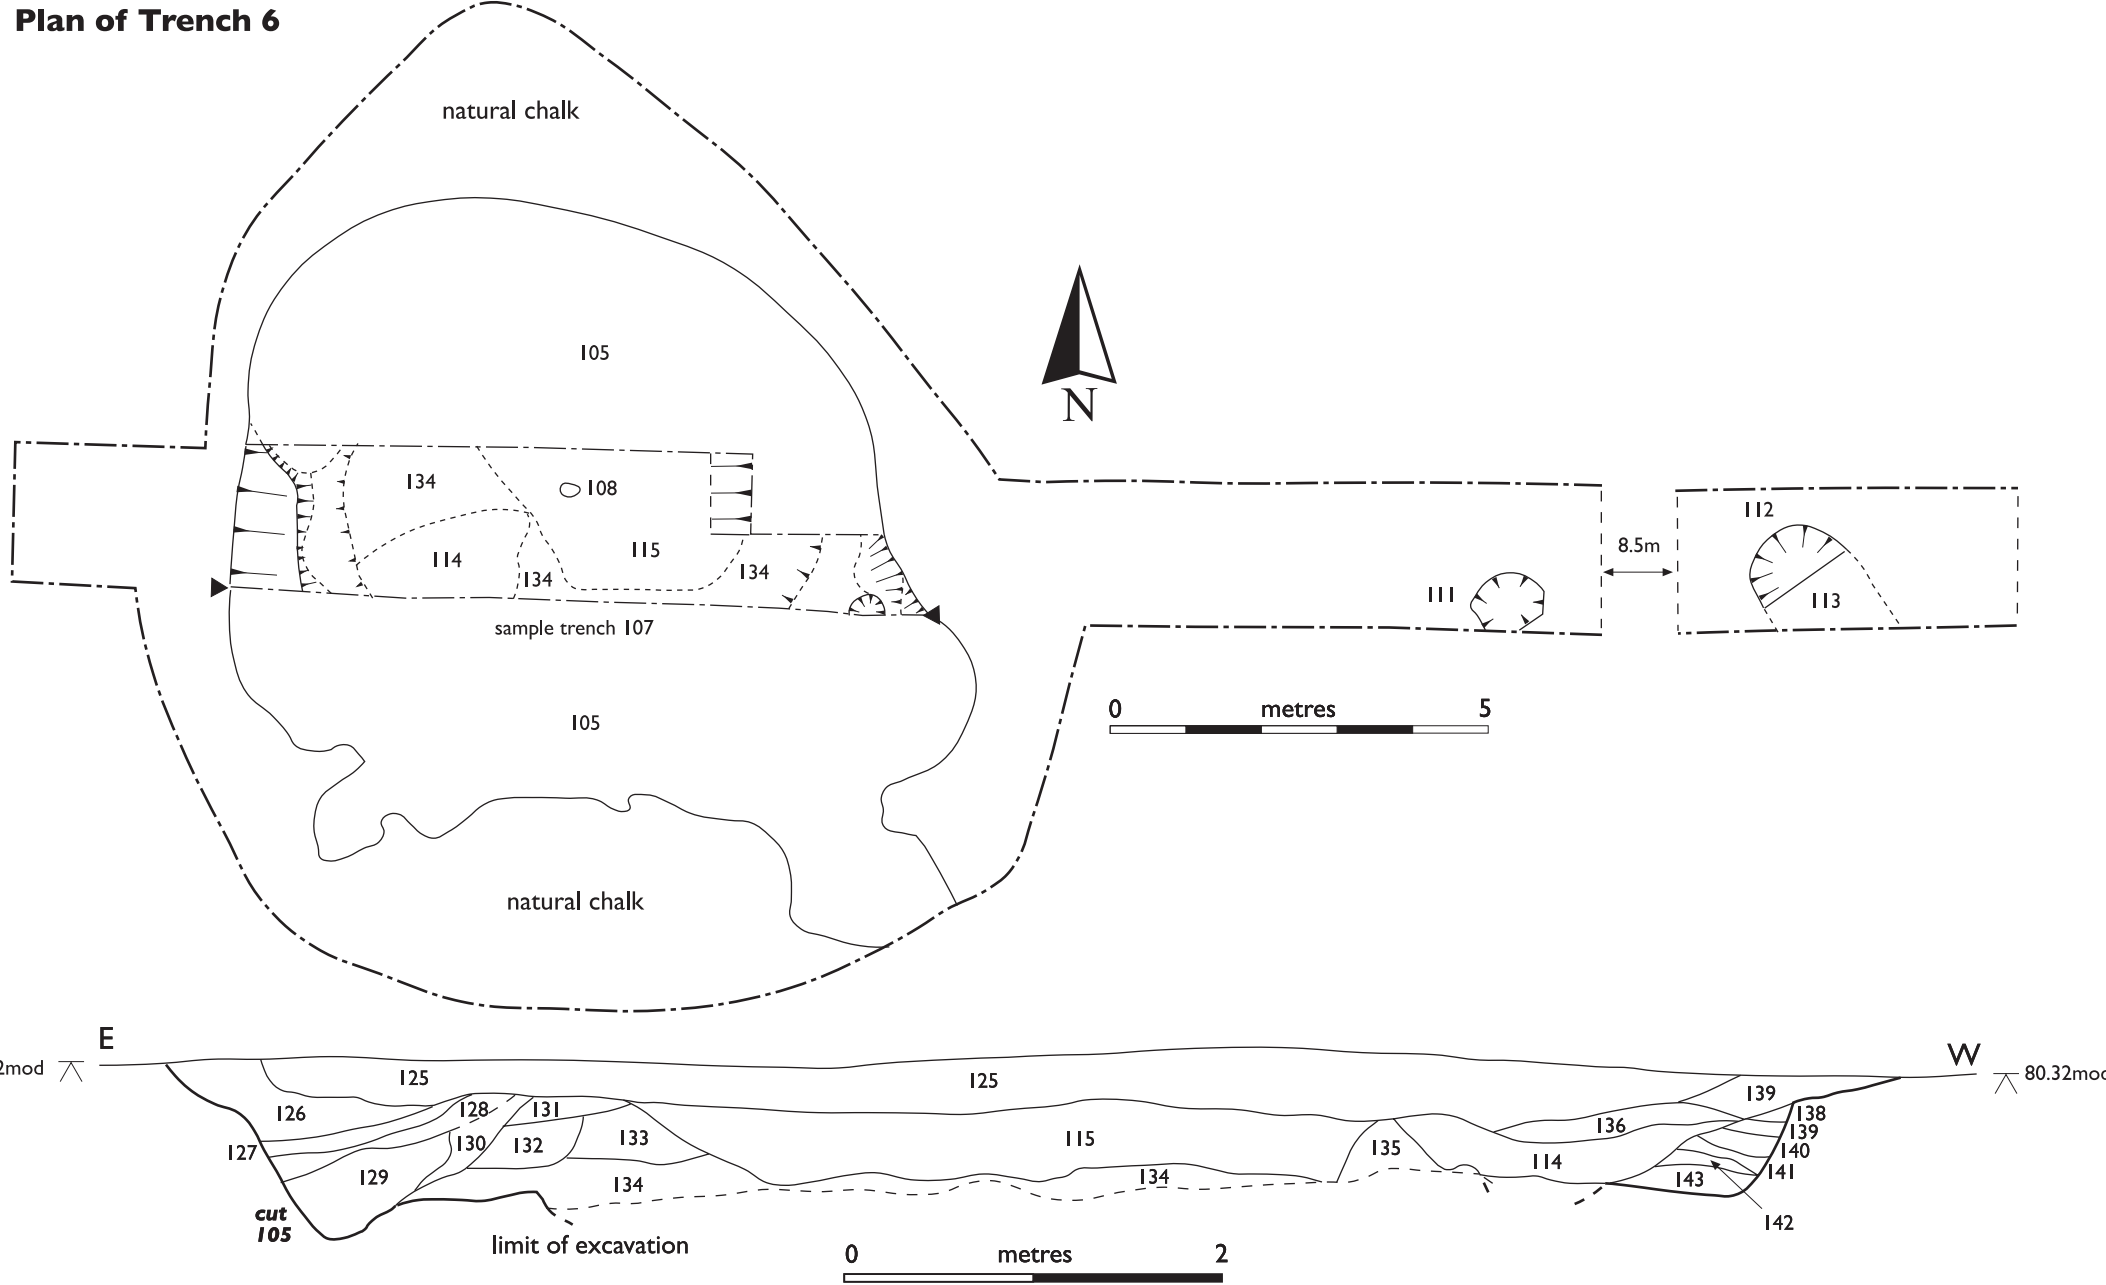 Plan of Trench 6
natural chalk
105
N
134
108
112
114
115
8.5m
134
134
111
113
sample trench 107
0 metres 5
105
natural chalk
E
W
2mod
80.32mod
125
125
139
126
128
131
138
136
127
130
132
133
115
135
139
114
140
129
134
134
141
143
cut
105
142
limit of excavation
0 metres 2